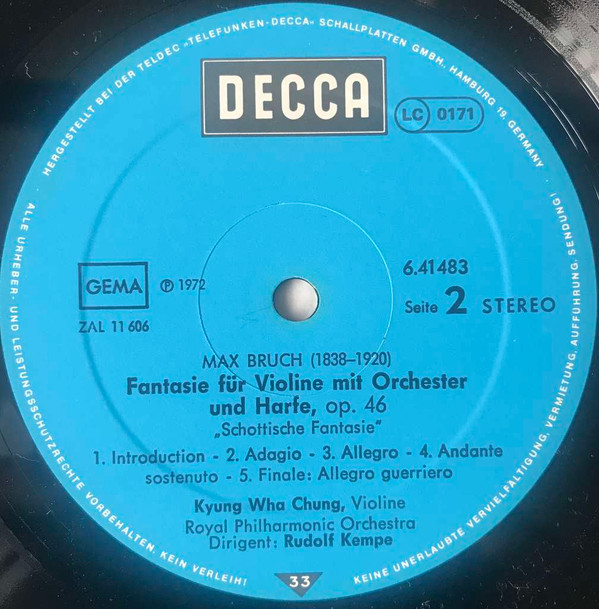 HERGESTELLT BEI DER TELDEC »TELEFUNKEN-DECCA« SCHALLPLATTEN GMBH., HAMBURG 19, GERMANY
DECCA
LC 0171
GEMA
℗ 1972
ZAL 11 606
6.41483
Seite 2 STEREO
MAX BRUCH (1838–1920)
Fantasie für Violine mit Orchester
und Harfe, op. 46
„Schottische Fantasie“
1. Introduction - 2. Adagio - 3. Allegro - 4. Andante
sostenuto - 5. Finale: Allegro guerriero
Kyung Wha Chung, Violine
Royal Philharmonic Orchestra
Dirigent: Rudolf Kempe
33
ALLE URHEBER- UND LEISTUNGSSCHUTZRECHTE VORBEHALTEN. KEIN VERLEIH!
KEINE UNERLAUBTE VERVIELFÄLTIGUNG, VERMIETUNG, AUFFÜHRUNG, SENDUNG!